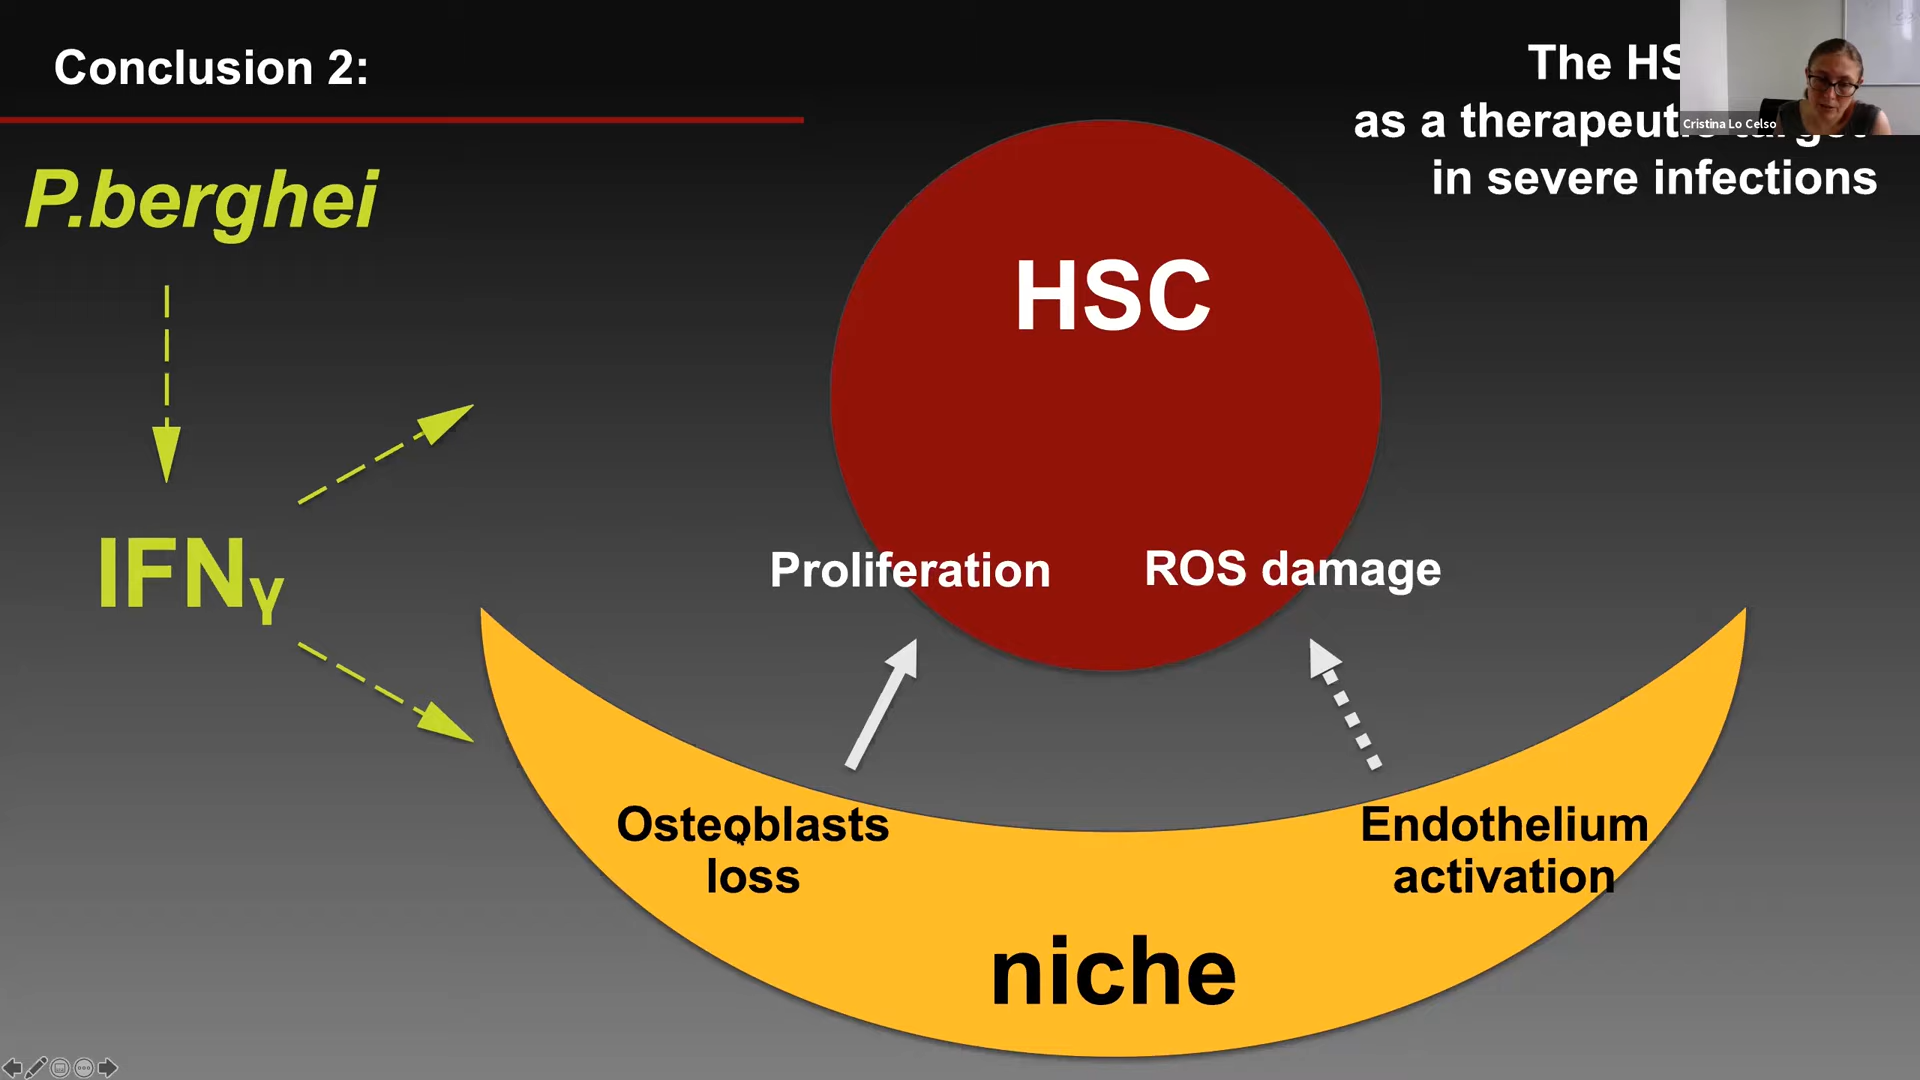 Conclusion 2:
The HS
as a therapeutic target
in severe infections
Cristina Lo Celso
P.berghei
HSC
IFNγ
Proliferation
ROS damage
Osteoblasts
loss
Endothelium
activation
niche